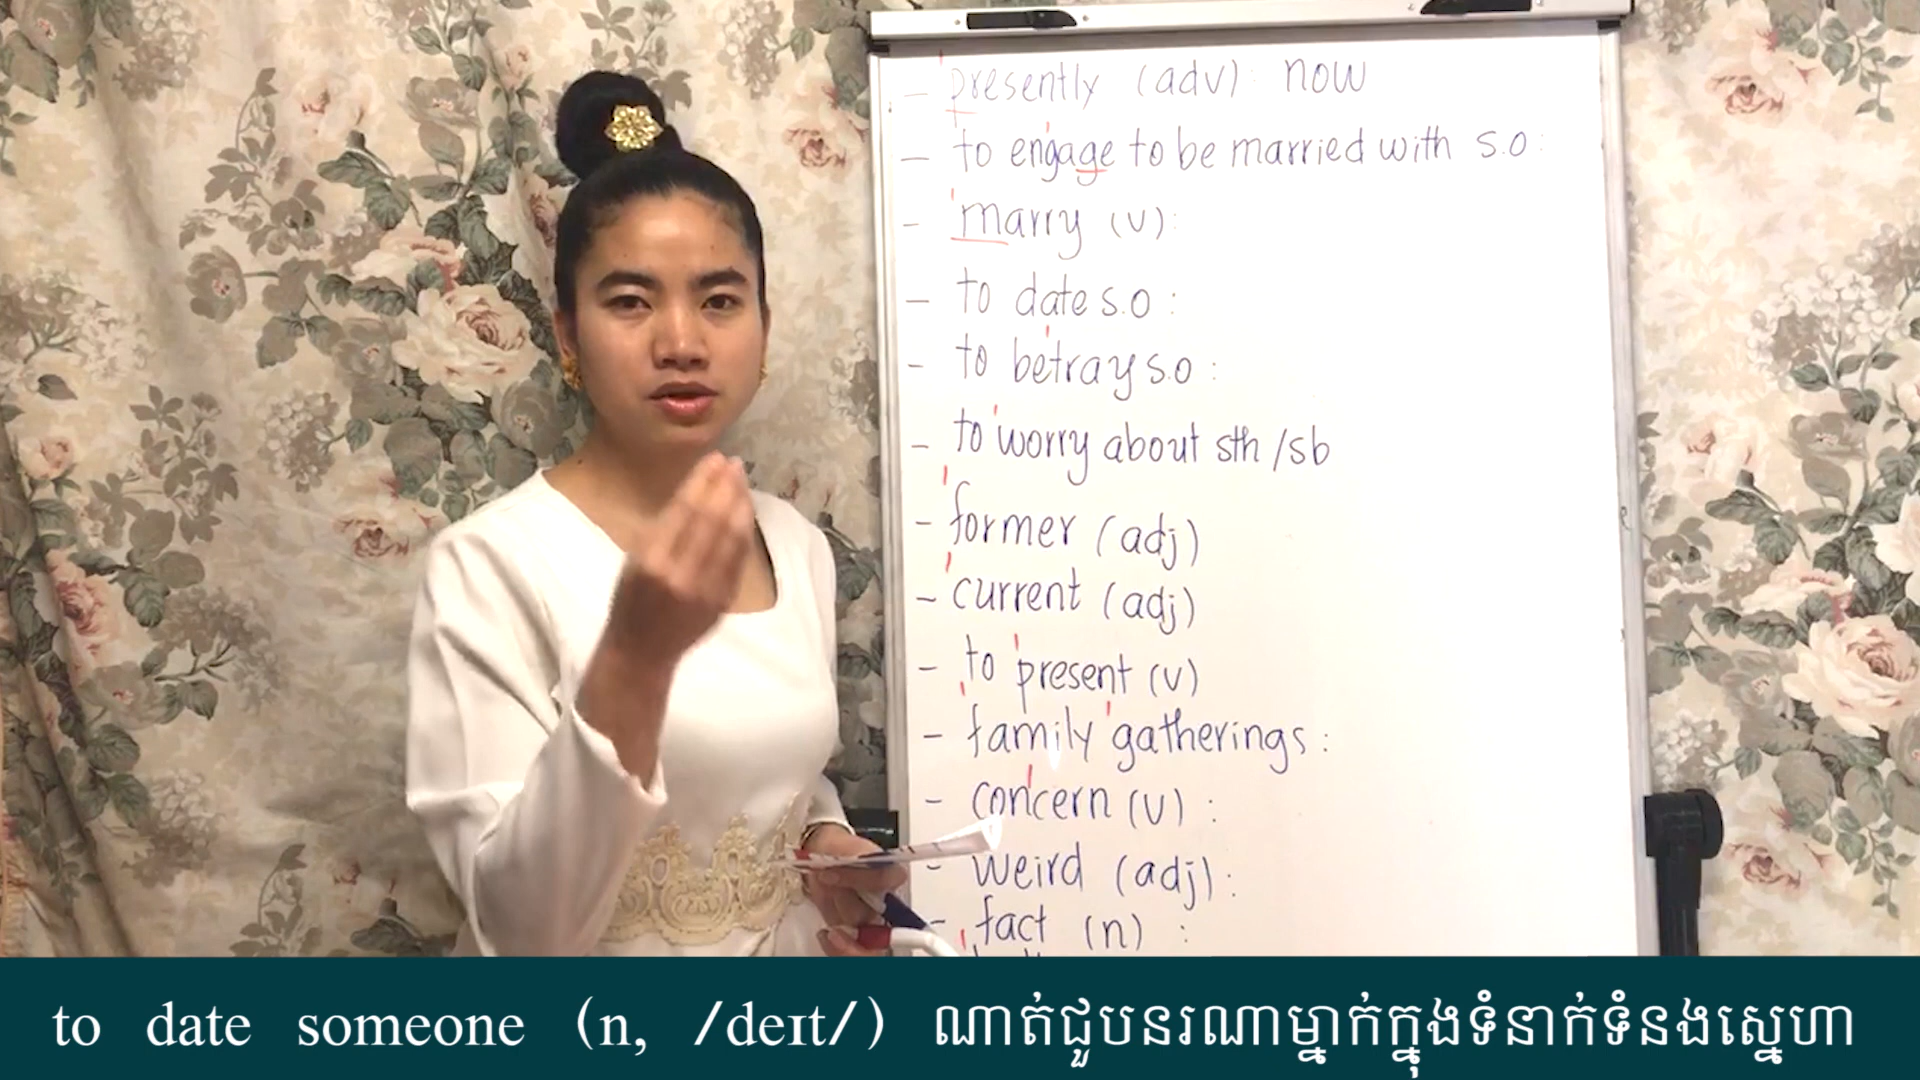 - presently (adv): now
- to engage to be married with s.o:
- marry (v):
- to date s.o:
- to betray s.o:
- to worry about sth/sb
- former (adj)
- current (adj)
- to present (v)
- family gatherings:
- concern (v):
- weird (adj):
- fact (n):
to date someone (n, /deɪt/) ណាត់ជួបនរណាម្នាក់ក្នុងទំនាក់ទំនងស្នេហា